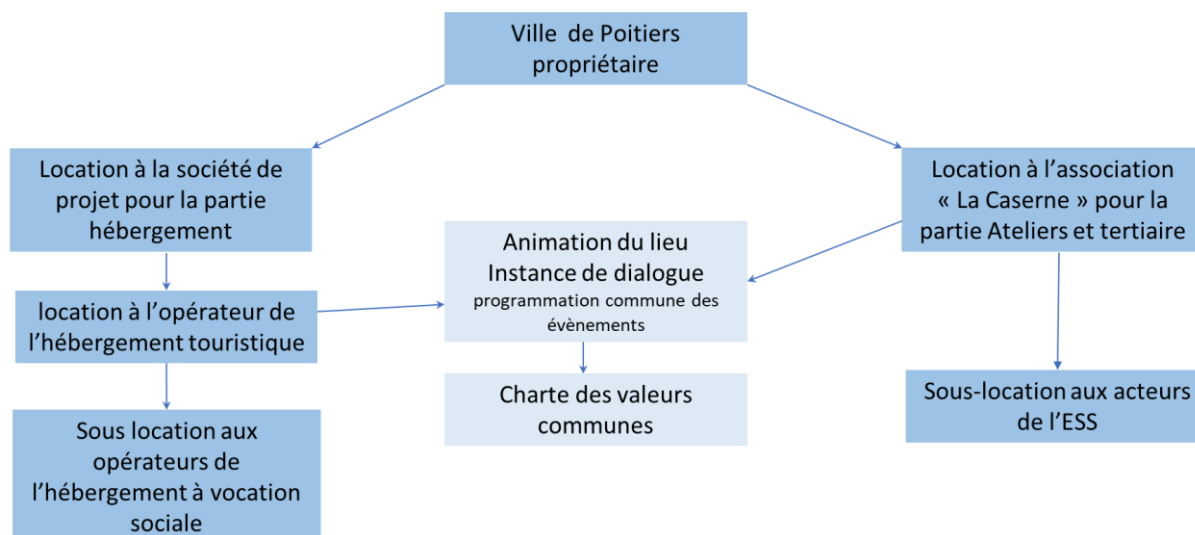 Ville de Poitiers
propriétaire
Location à la société de
projet pour la partie
hébergement
Location à l’association
« La Caserne » pour la
partie Ateliers et tertiaire
Animation du lieu
Instance de dialogue
programmation commune des
évènements
location à l’opérateur de
l’hébergement touristique
Charte des valeurs
communes
Sous-location aux acteurs
de l’ESS
Sous location aux
opérateurs de
l’hébergement à vocation
sociale